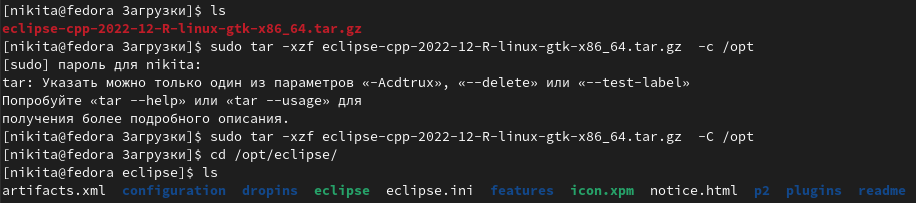 [nikita@fedora Загрузки]$ ls
eclipse-cpp-2022-12-R-linux-gtk-x86_64.tar.gz
[nikita@fedora Загрузки]$ sudo tar -xzf eclipse-cpp-2022-12-R-linux-gtk-x86_64.tar.gz  -c /opt
[sudo] пароль для nikita:
tar: Указать можно только один из параметров «-Acdtrux», «--delete» или «--test-label»
Попробуйте «tar --help» или «tar --usage» для
получения более подробного описания.
[nikita@fedora Загрузки]$ sudo tar -xzf eclipse-cpp-2022-12-R-linux-gtk-x86_64.tar.gz  -C /opt
[nikita@fedora Загрузки]$ cd /opt/eclipse/
[nikita@fedora eclipse]$ ls
artifacts.xml  configuration  dropins  eclipse  eclipse.ini  features  icon.xpm  notice.html  p2  plugins  readme